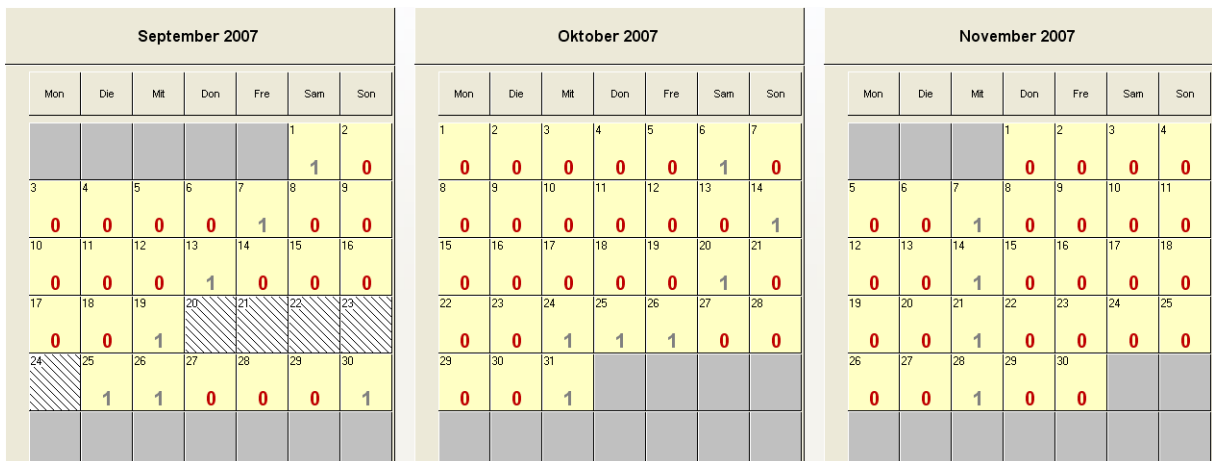 September 2007
Mon Die Mit Don Fre Sam Son
1 2
1 0
3 4 5 6 7 8 9
0 0 0 0 1 0 0
10 11 12 13 14 15 16
0 0 0 1 0 0 0
17 18 19 20 21 22 23
0 0 1
24 25 26 27 28 29 30
1 1 0 0 0 1
Oktober 2007
Mon Die Mit Don Fre Sam Son
1 2 3 4 5 6 7
0 0 0 0 0 1 0
8 9 10 11 12 13 14
0 0 0 0 0 0 1
15 16 17 18 19 20 21
0 0 0 0 0 1 0
22 23 24 25 26 27 28
0 0 1 1 1 0 0
29 30 31
0 0 1
November 2007
Mon Die Mit Don Fre Sam Son
1 2 3 4
0 0 0 0
5 6 7 8 9 10 11
0 0 1 0 0 0 0
12 13 14 15 16 17 18
0 0 1 0 0 0 0
19 20 21 22 23 24 25
0 0 1 0 0 0 0
26 27 28 29 30
0 0 1 0 0